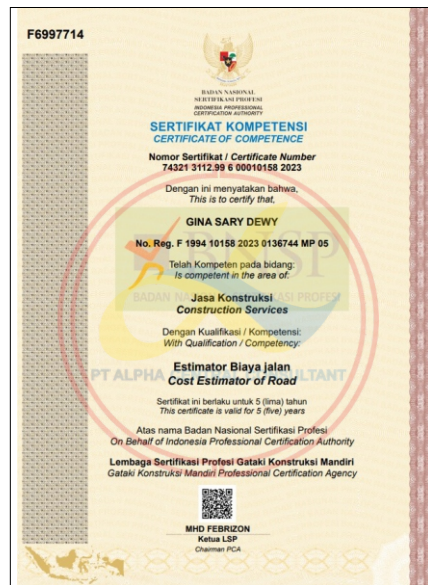 F6997714
BADAN NASIONAL
SERTIFIKASI PROFESI
INDONESIA PROFESSIONAL
CERTIFICATION AUTHORITY
SERTIFIKAT KOMPETENSI
CERTIFICATE OF COMPETENCE
Nomor Sertifikat / Certificate Number
74321 3112.99 6 00010158 2023
Dengan ini menyatakan bahwa,
This is to certify that,
GINA SARY DEWY
No. Reg. F 1994 10158 2023 0136744 MP 05
Telah Kompeten pada bidang:
Is competent in the area of:
BADAN NASIONAL SERTIFIKASI PROFESI
Jasa Konstruksi
Construction Services
Dengan Kualifikasi / Kompetensi:
With Qualification / Competency:
Estimator Biaya jalan
Cost Estimator of Road
PT ALPHA
Sertifikat ini berlaku untuk 5 (lima) tahun
This certificate is valid for 5 (five) years
Atas nama Badan Nasional Sertifikasi Profesi
On Behalf of Indonesia Professional Certification Authority
Lembaga Sertifikasi Profesi Gataki Konstruksi Mandiri
Gataki Konstruksi Mandiri Professional Certification Agency
MHD FEBRIZON
Ketua LSP
Chairman PCA